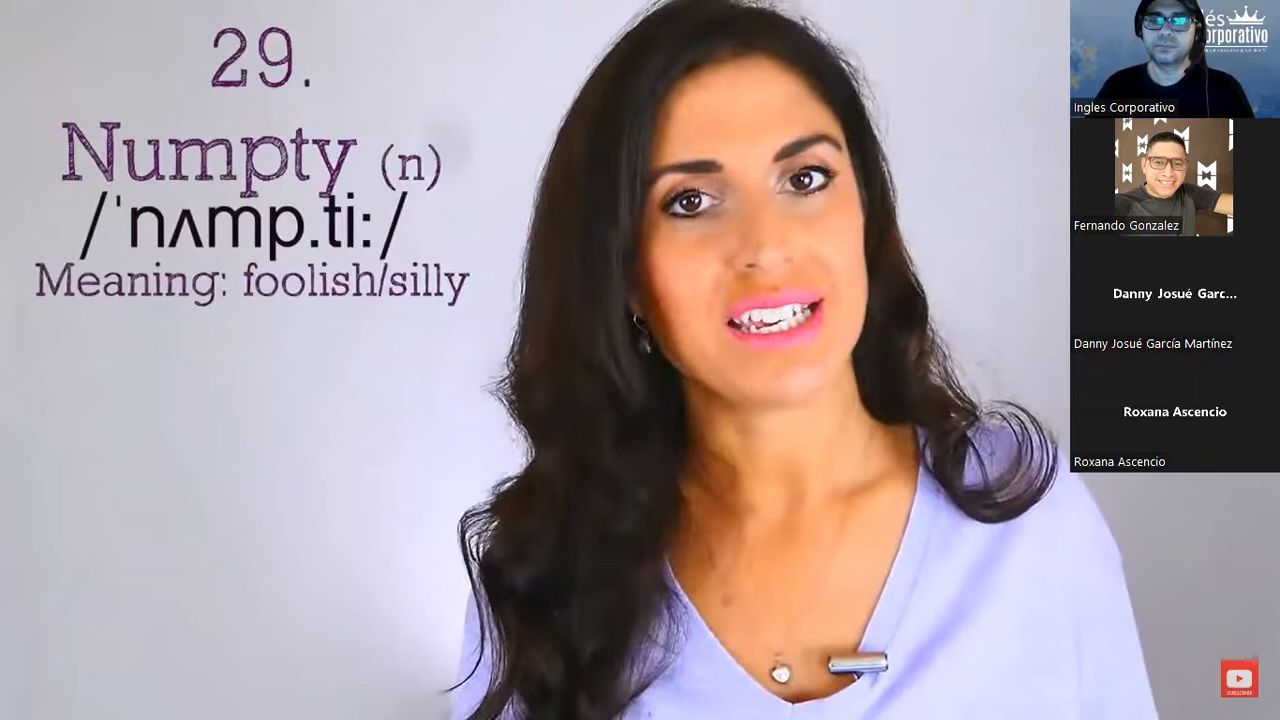 29.
Numpty (n)
/ˈnʌmp.tiː/
Meaning: foolish/silly
Ingles Corporativo
Fernando Gonzalez
Danny Josué Garc...
Danny Josué García Martínez
Roxana Ascencio
Roxana Ascencio
SUBSCRIBE